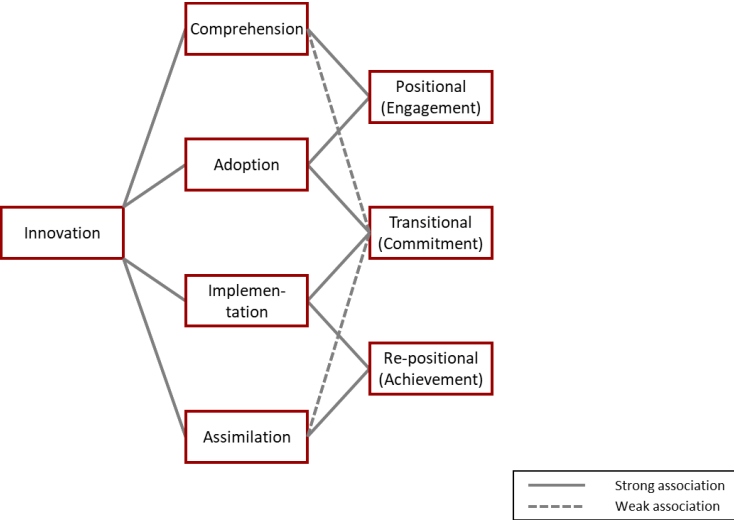 Comprehension
Positional
(Engagement)
Adoption
Innovation
Transitional
(Commitment)
Implemen-
tation
Re-positional
(Achievement)
Assimilation
Strong association
Weak association